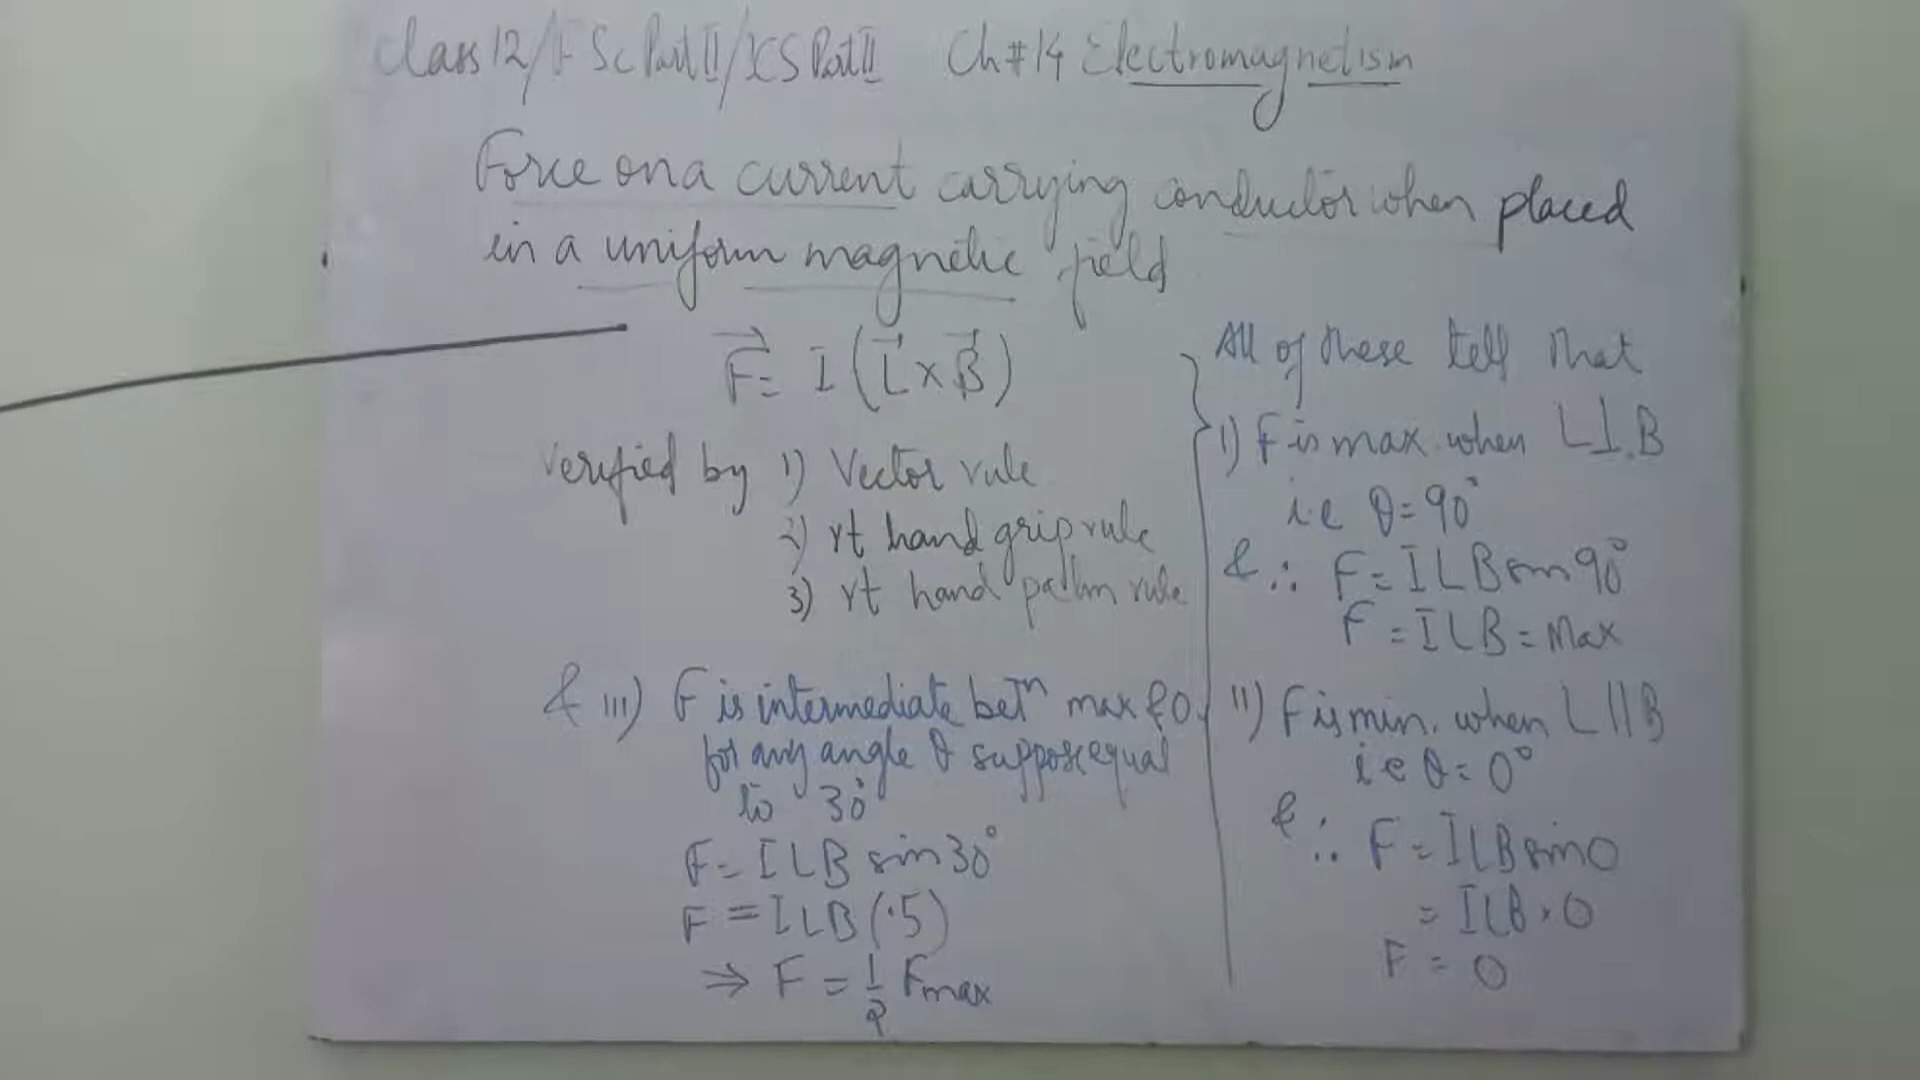 Class 12/F Sc Part II/ICS Part II Ch#14 Electromagnetism
Force on a current carrying conductor when placed
in a uniform magnetic field
F⃗ = I (L⃗ x B⃗)
Verified by 1) Vector rule
2) rt hand grip rule
3) rt hand palm rule
All of these tell that
1) F is max. when L⊥B
i.e θ = 90°
& ∴ F = ILB sin 90°
F = ILB = Max
11) F is min. when L || B
i e θ = 0°
& ∴ F = ILB sin 0
= ILB × 0
F = 0
& 111) F is intermediate betⁿ max & 0
for any angle θ suppose equal
to 30°
F = ILB sin 30°
F = ILB (.5)
⇒ F = 1/2 Fmax